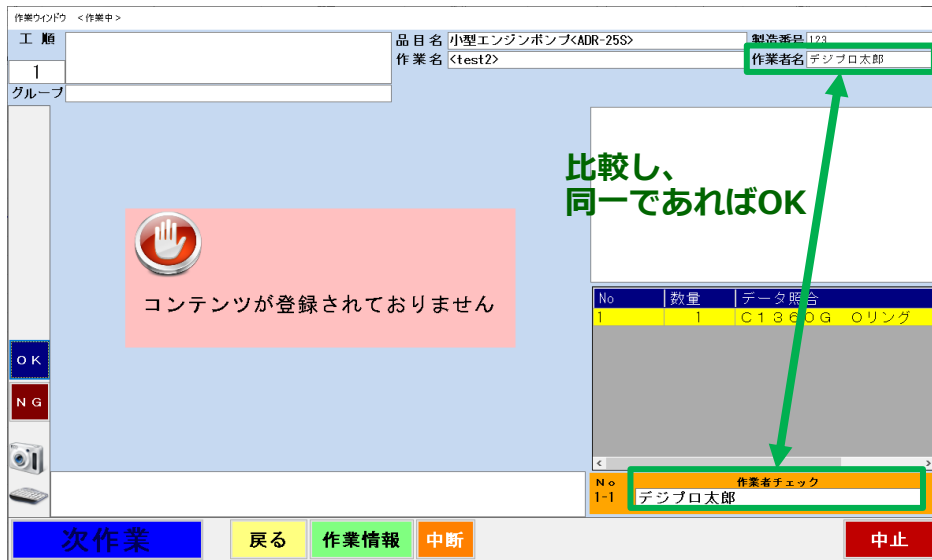 作業ウィンドウ <作業中>
工 順
品 目 名 小型エンジンポンプ<ADR-25S> 製造番号 123
作 業 名 <test2> 作業者名 デジプロ太郎
1
グループ
比較し、
同一であればOK
コンテンツが登録されておりません
No 数量 データ照合
1 1 C1360G Oリング
OK
NG
No 作業者チェック
1-1 デジプロ太郎
次作業 戻る 作業情報 中断 中止